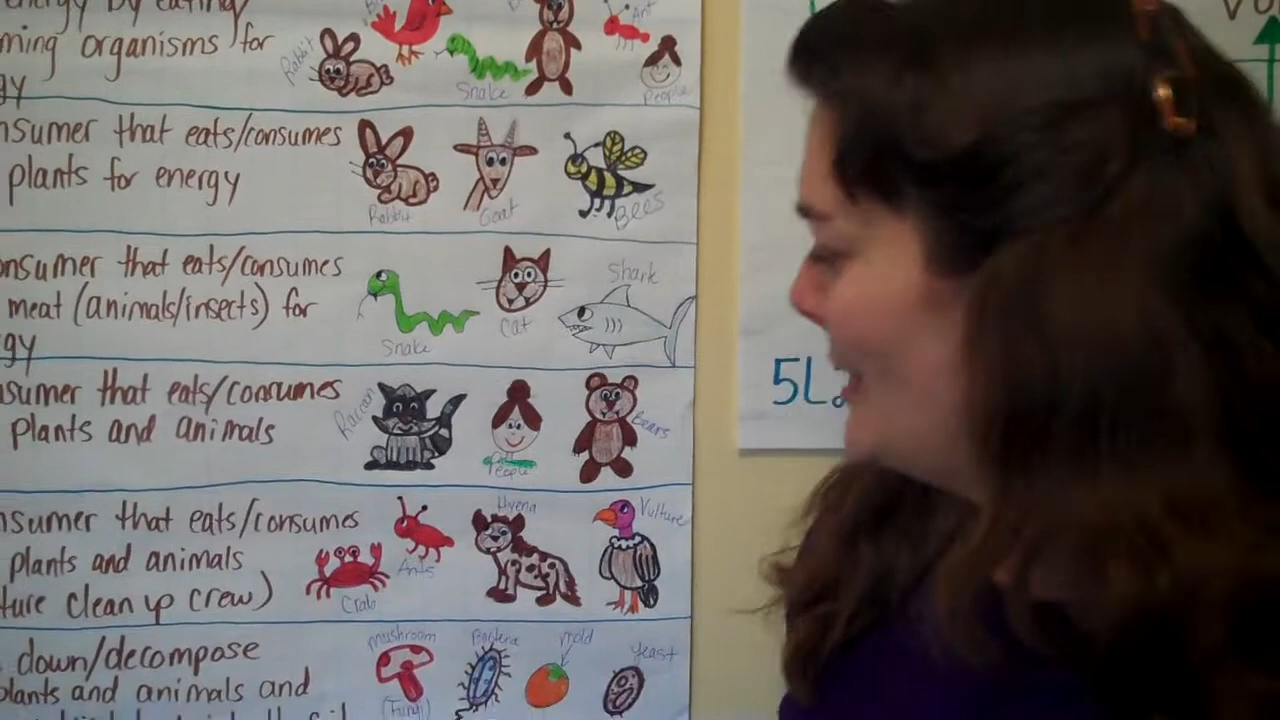 energy by eating/
ming organisms for
gy
Rabbit
Snake
Ant
People
nsumer that eats/consumes
plants for energy
Rabbit
Goat
Bees
onsumer that eats/consumes
meat (animals/insects) for
gy
Snake
Cat
Shark
nsumer that eats/consumes
plants and animals
Racoon
People
Bears
nsumer that eats/consumes
plants and animals
ture clean up crew)
Crab
Ants
Hyena
Vulture
down/decompose
plants and animals and
mushroom
(Fungi)
Bacteria
mold
yeast
5L